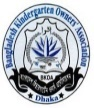 Bangladesh Kindergarten Owners' Association
BKOA
Dhaka